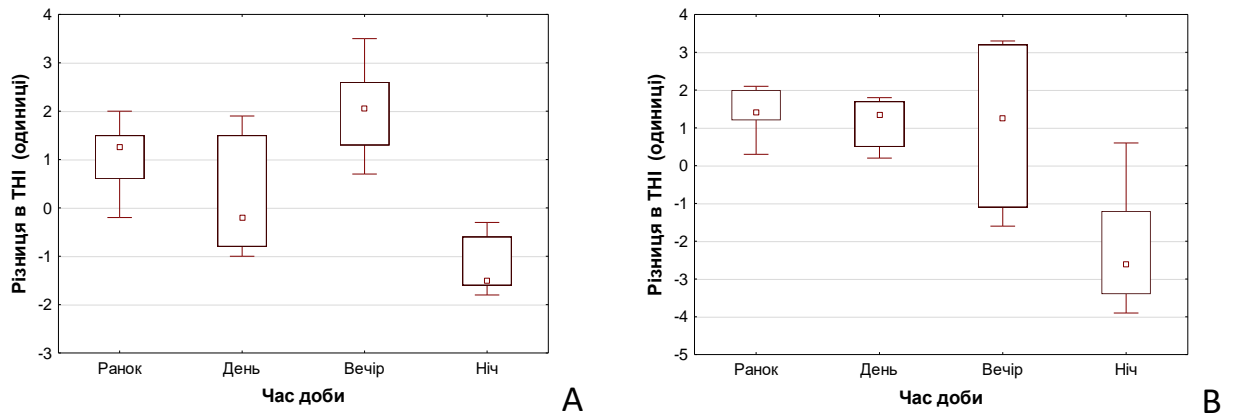 Різниця в THI (одиниці)
4
3
2
1
0
-1
-2
-3
Ранок
День
Вечір
Ніч
Час доби
A
Різниця в THI (одиниці)
4
3
2
1
0
-1
-2
-3
-4
-5
Ранок
День
Вечір
Ніч
Час доби
B